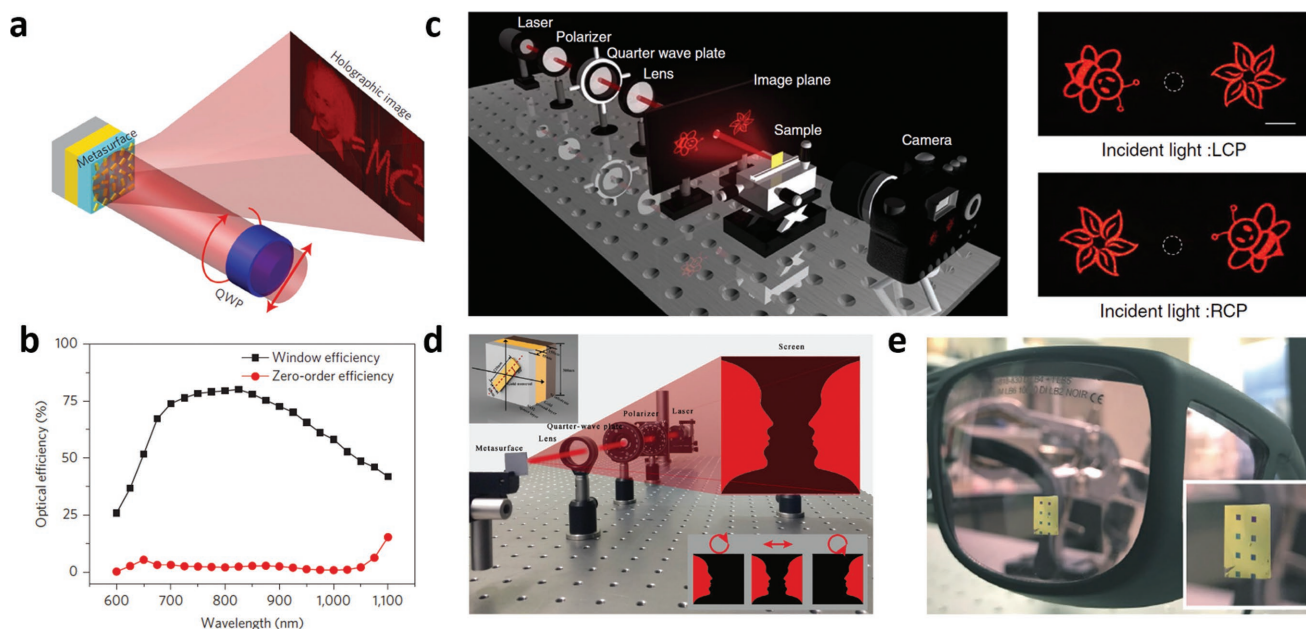 a
Metasurface
Holographic image
QWP
b
Optical efficiency (%)
100
75
50
25
0
Window efficiency
Zero-order efficiency
600
700
800
900
1,000
1,100
Wavelength (nm)
c
Laser
Polarizer
Quarter wave plate
Lens
Image plane
Sample
Camera
Incident light :LCP
Incident light :RCP
d
Screen
Laser
Polarizer
Quarter-wave plate
Lens
Metasurface
e